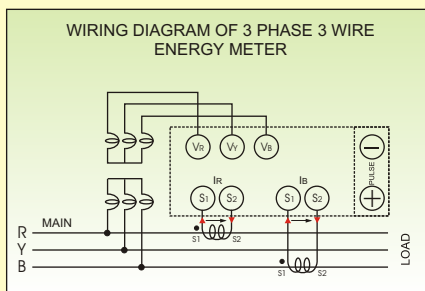 WIRING DIAGRAM OF 3 PHASE 3 WIRE
ENERGY METER
VR VY VB
IR IB
S1 S2 S1 S2
PULSE
MAIN
S1 S2
R
Y
B
S1 S2
LOAD